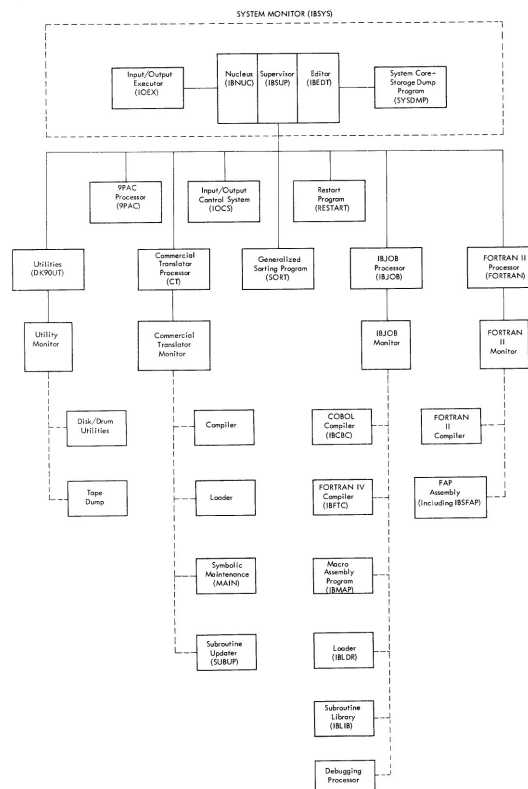 SYSTEM MONITOR (IBSYS)
Input/Output
Executor
(IOEX)
Nucleus
(IBNUC)
Supervisor
(IBSUP)
Editor
(IBEDT)
System Core-
Storage Dump
Program
(SYSDMP)
9PAC
Processor
(9PAC)
Input/Output
Control System
(IOCS)
Restart
Program
(RESTART)
Utilities
(DK90UT)
Commercial
Translator
Processor
(CT)
Generalized
Sorting Program
(SORT)
IBJOB
Processor
(IBJOB)
FORTRAN II
Processor
(FORTRAN)
Utility
Monitor
Commercial
Translator
Monitor
IBJOB
Monitor
FORTRAN
II
Monitor
Disk/Drum
Utilities
Compiler
COBOL
Compiler
(IBCBC)
FORTRAN
II
Compiler
Tape
Dump
Loader
FORTRAN IV
Compiler
(IBFTC)
FAP
Assembly
(including IBSFAP)
Symbolic
Maintenance
(MAIN)
Macro
Assembly
Program
(IBMAP)
Subroutine
Updater
(SUBUP)
Loader
(IBLDR)
Subroutine
Library
(IBLIB)
Debugging
Processor